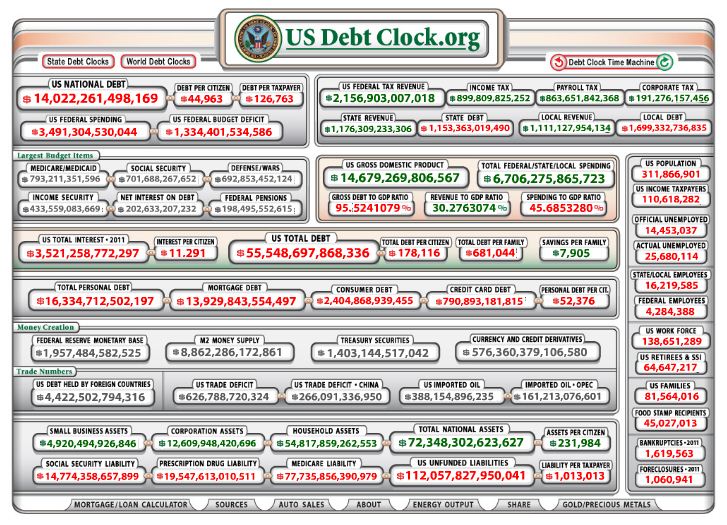 US Debt Clock.org
State Debt Clocks World Debt Clocks Debt Clock Time Machine
US NATIONAL DEBT DEBT PER CITIZEN DEBT PER TAXPAYER
$ 14,022,261,498,169 $44,963 $126,763
US FEDERAL SPENDING US FEDERAL BUDGET DEFICIT
$3,491,304,530,044 $1,334,401,534,586
US FEDERAL TAX REVENUE INCOME TAX PAYROLL TAX CORPORATE TAX
$2,156,903,007,018 $899,809,825,252 $863,651,842,368 $191,276,157,456
STATE REVENUE STATE DEBT LOCAL REVENUE LOCAL DEBT
$1,176,309,233,306 $1,153,363,019,490 $1,111,127,954,134 $1,699,332,736,835
Largest Budget Items
MEDICARE/MEDICAID SOCIAL SECURITY DEFENSE/WARS
$793,211,351,596 $701,688,267,652 $692,853,452,124
INCOME SECURITY NET INTEREST ON DEBT FEDERAL PENSIONS
$433,559,083,669 $202,633,207,232 $198,495,552,615
US GROSS DOMESTIC PRODUCT TOTAL FEDERAL/STATE/LOCAL SPENDING
$ 14,679,269,806,567 $ 6,706,275,865,723
GROSS DEBT TO GDP RATIO REVENUE TO GDP RATIO SPENDING TO GDP RATIO
95.5241079% 30.2763074% 45.6853280%
US TOTAL INTEREST • 2011 INTEREST PER CITIZEN US TOTAL DEBT TOTAL DEBT PER CITIZEN TOTAL DEBT PER FAMILY SAVINGS PER FAMILY
$3,521,258,772,297 $11.291 $ 55,548,697,868,336 $178,116 $681,044 $7,905
TOTAL PERSONAL DEBT MORTGAGE DEBT CONSUMER DEBT CREDIT CARD DEBT PERSONAL DEBT PER CIT.
$16,334,712,502,197 $13,929,843,554,497 $2,404,868,939,455 $790,893,181,815 $52,376
Money Creation
FEDERAL RESERVE MONETARY BASE M2 MONEY SUPPLY TREASURY SECURITIES CURRENCY AND CREDIT DERIVATIVES
$1,957,484,582,525 $8,862,286,172,861 $1,403,144,517,042 $576,360,379,106,580
Trade Numbers
US DEBT HELD BY FOREIGN COUNTRIES US TRADE DEFICIT US TRADE DEFICIT • CHINA US IMPORTED OIL IMPORTED OIL • OPEC
$4,422,502,794,316 $626,788,720,324 $266,091,336,950 $388,154,896,235 $161,213,076,601
SMALL BUSINESS ASSETS CORPORATION ASSETS HOUSEHOLD ASSETS TOTAL NATIONAL ASSETS ASSETS PER CITIZEN
$4,920,494,926,846 $12,609,948,420,696 $54,817,859,262,553 $ 72,348,302,623,627 $231,984
SOCIAL SECURITY LIABILITY PRESCRIPTION DRUG LIABILITY MEDICARE LIABILITY US UNFUNDED LIABILITIES LIABILITY PER TAXPAYER
$14,774,358,657,899 $19,547,613,010,511 $77,735,856,390,979 $112,057,827,950,041 $1,013,013
US POPULATION
311,866,901
US INCOME TAXPAYERS
110,618,282
OFFICIAL UNEMPLOYED
14,453,037
ACTUAL UNEMPLOYED
25,680,114
STATE/LOCAL EMPLOYEES
16,219,585
FEDERAL EMPLOYEES
4,284,388
US WORK FORCE
138,651,289
US RETIREES & SSI
64,647,217
US FAMILIES
81,564,016
FOOD STAMP RECIPIENTS
45,027,013
BANKRUPTCIES • 2011
1,619,563
FORECLOSURES • 2011
1,060,941
MORTGAGE/LOAN CALCULATOR SOURCES AUTO SALES ABOUT ENERGY OUTPUT SHARE GOLD/PRECIOUS METALS